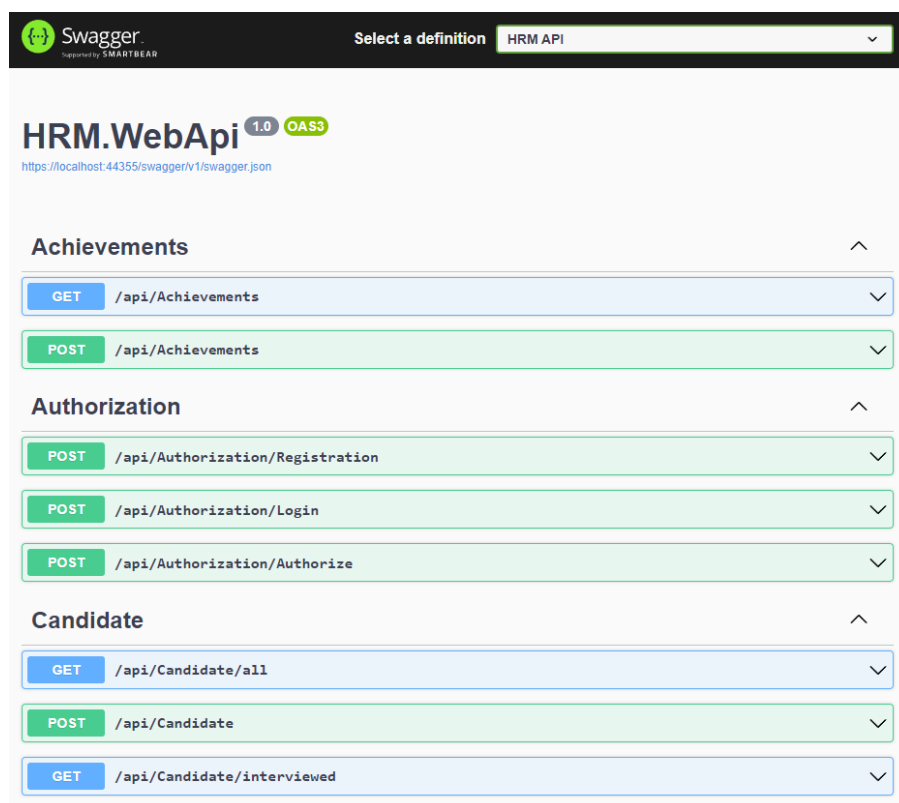 Swagger.
Supported by SMARTBEAR
Select a definition
HRM API
HRM.WebApi 1.0 OAS3
https://localhost:44355/swagger/v1/swagger.json
Achievements
GET /api/Achievements
POST /api/Achievements
Authorization
POST /api/Authorization/Registration
POST /api/Authorization/Login
POST /api/Authorization/Authorize
Candidate
GET /api/Candidate/all
POST /api/Candidate
GET /api/Candidate/interviewed